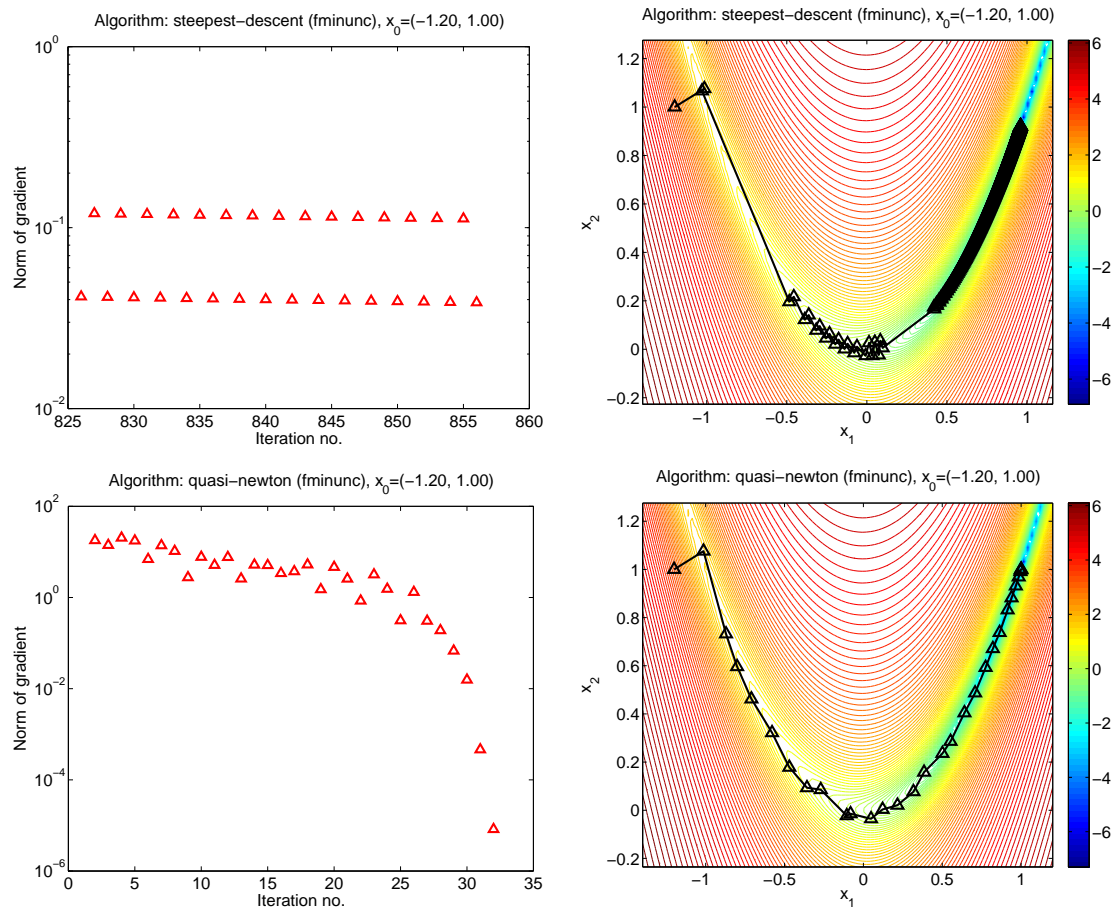 Algorithm: steepest−descent (fminunc), x0=(−1.20, 1.00)
10^0
10^−1
10^−2
Norm of gradient
825 830 835 840 845 850 855 860
Iteration no.
Algorithm: steepest−descent (fminunc), x0=(−1.20, 1.00)
1.2
1
0.8
0.6
0.4
0.2
0
−0.2
x2
−1 −0.5 0 0.5 1
x1
6
4
2
0
−2
−4
−6
Algorithm: quasi−newton (fminunc), x0=(−1.20, 1.00)
10^2
10^0
10^−2
10^−4
10^−6
Norm of gradient
0 5 10 15 20 25 30 35
Iteration no.
Algorithm: quasi−newton (fminunc), x0=(−1.20, 1.00)
1.2
1
0.8
0.6
0.4
0.2
0
−0.2
x2
−1 −0.5 0 0.5 1
x1
6
4
2
0
−2
−4
−6